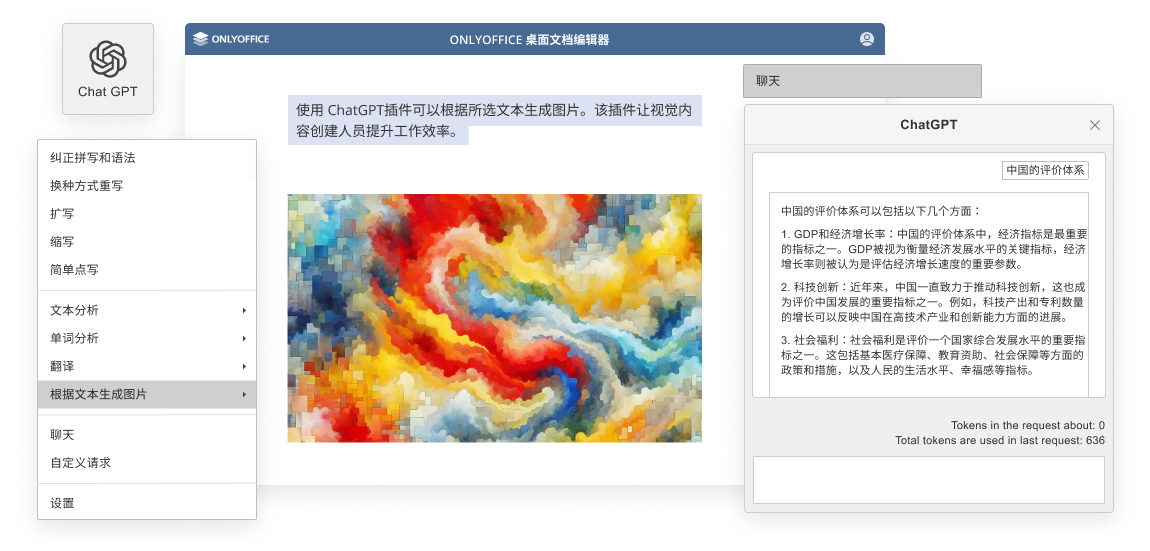 Chat GPT
纠正拼写和语法
换种方式重写
扩写
缩写
简单点写
文本分析
单词分析
翻译
根据文本生成图片
聊天
自定义请求
设置
ONLYOFFICE
ONLYOFFICE 桌面文档编辑器
使用 ChatGPT插件可以根据所选文本生成图片。该插件让视觉内
容创建人员提升工作效率。
聊天
ChatGPT
中国的评价体系
中国的评价体系可以包括以下几个方面：
1. GDP和经济增长率：中国的评价体系中，经济指标是最重要
的指标之一。GDP被视为衡量经济发展水平的关键指标，经济
增长率则被认为是评估经济增长速度的重要参数。
2. 科技创新：近年来，中国一直致力于推动科技创新，这也成
为评价中国发展的重要指标之一。例如，科技产出和专利数量
的增长可以反映中国在高技术产业和创新能力方面的进展。
3. 社会福利：社会福利是评价一个国家综合发展水平的重要指
标之一。这包括基本医疗保障、教育资助、社会保障等方面的
政策和措施，以及人民的生活水平、幸福感等指标。
Tokens in the request about: 0
Total tokens are used in last request: 636